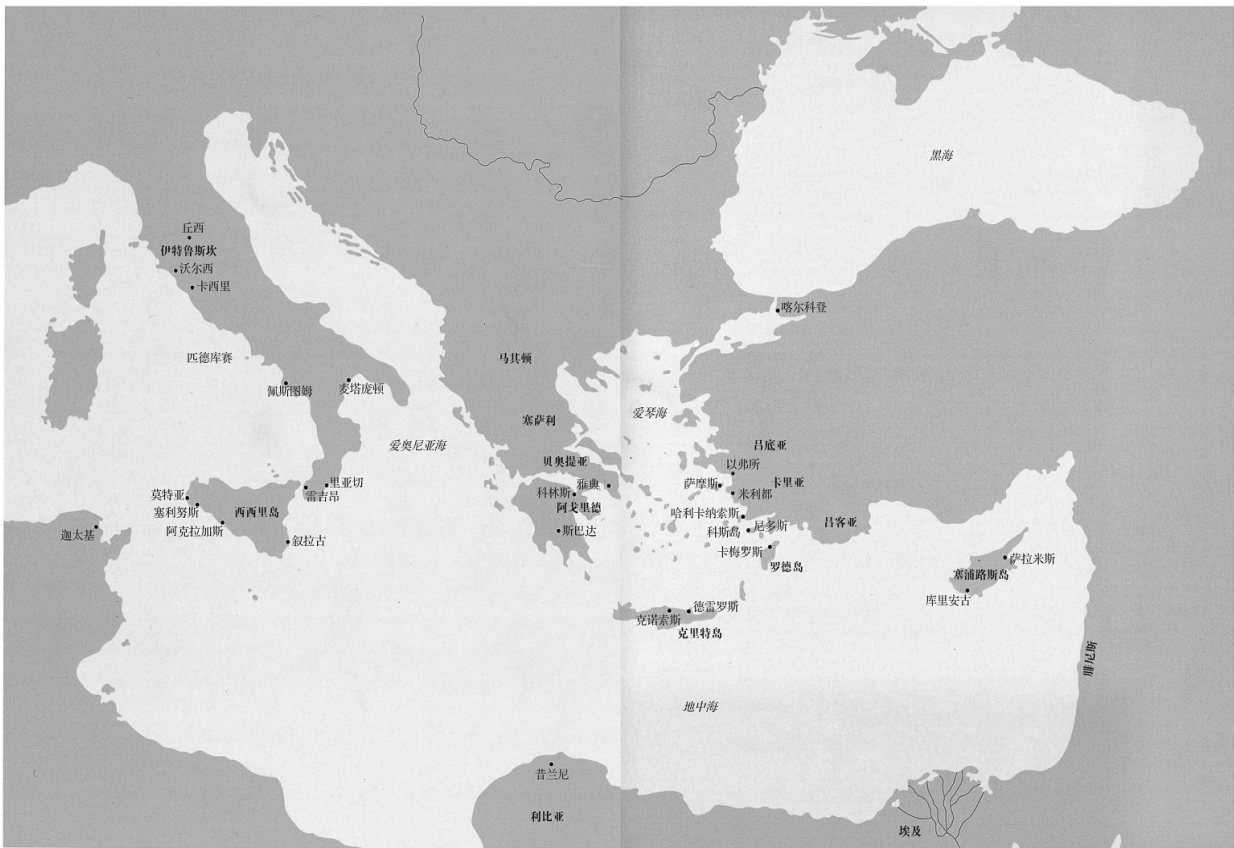 黑海
丘西
伊特鲁斯坎
沃尔西
卡西里
喀尔科登
匹德库赛
马其顿
佩斯图姆
麦塔庞顿
塞萨利
爱琴海
爱奥尼亚海
吕底亚
贝奥提亚
以弗所
雅典
萨摩斯
卡里亚
里亚切
雷吉昂
莫特亚
科林斯
米利都
塞利努斯
西西里岛
阿戈里德
哈利卡纳索斯
吕客亚
阿克拉加斯
迦太基
斯巴达
科斯岛
尼多斯
叙拉古
卡梅罗斯
罗德岛
萨拉米斯
塞浦路斯岛
库里安古
克诺索斯
德雷罗斯
克里特岛
腓尼斯
地中海
昔兰尼
利比亚
埃及